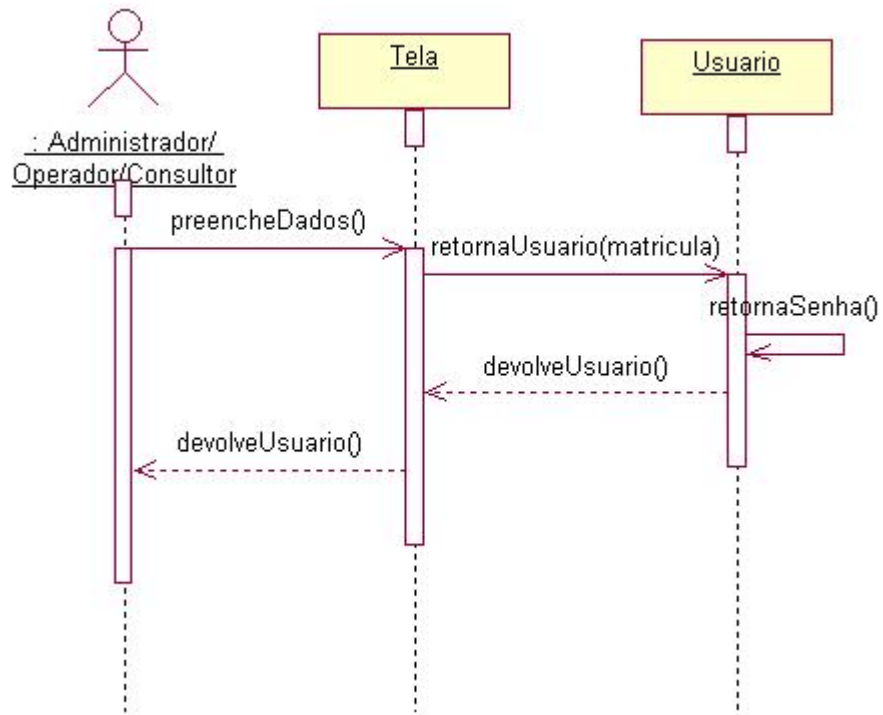 Tela
Usuario
: Administrador/
Operador/Consultor
preencheDados()
retornaUsuario(matricula)
retornaSenha()
devolveUsuario()
devolveUsuario()